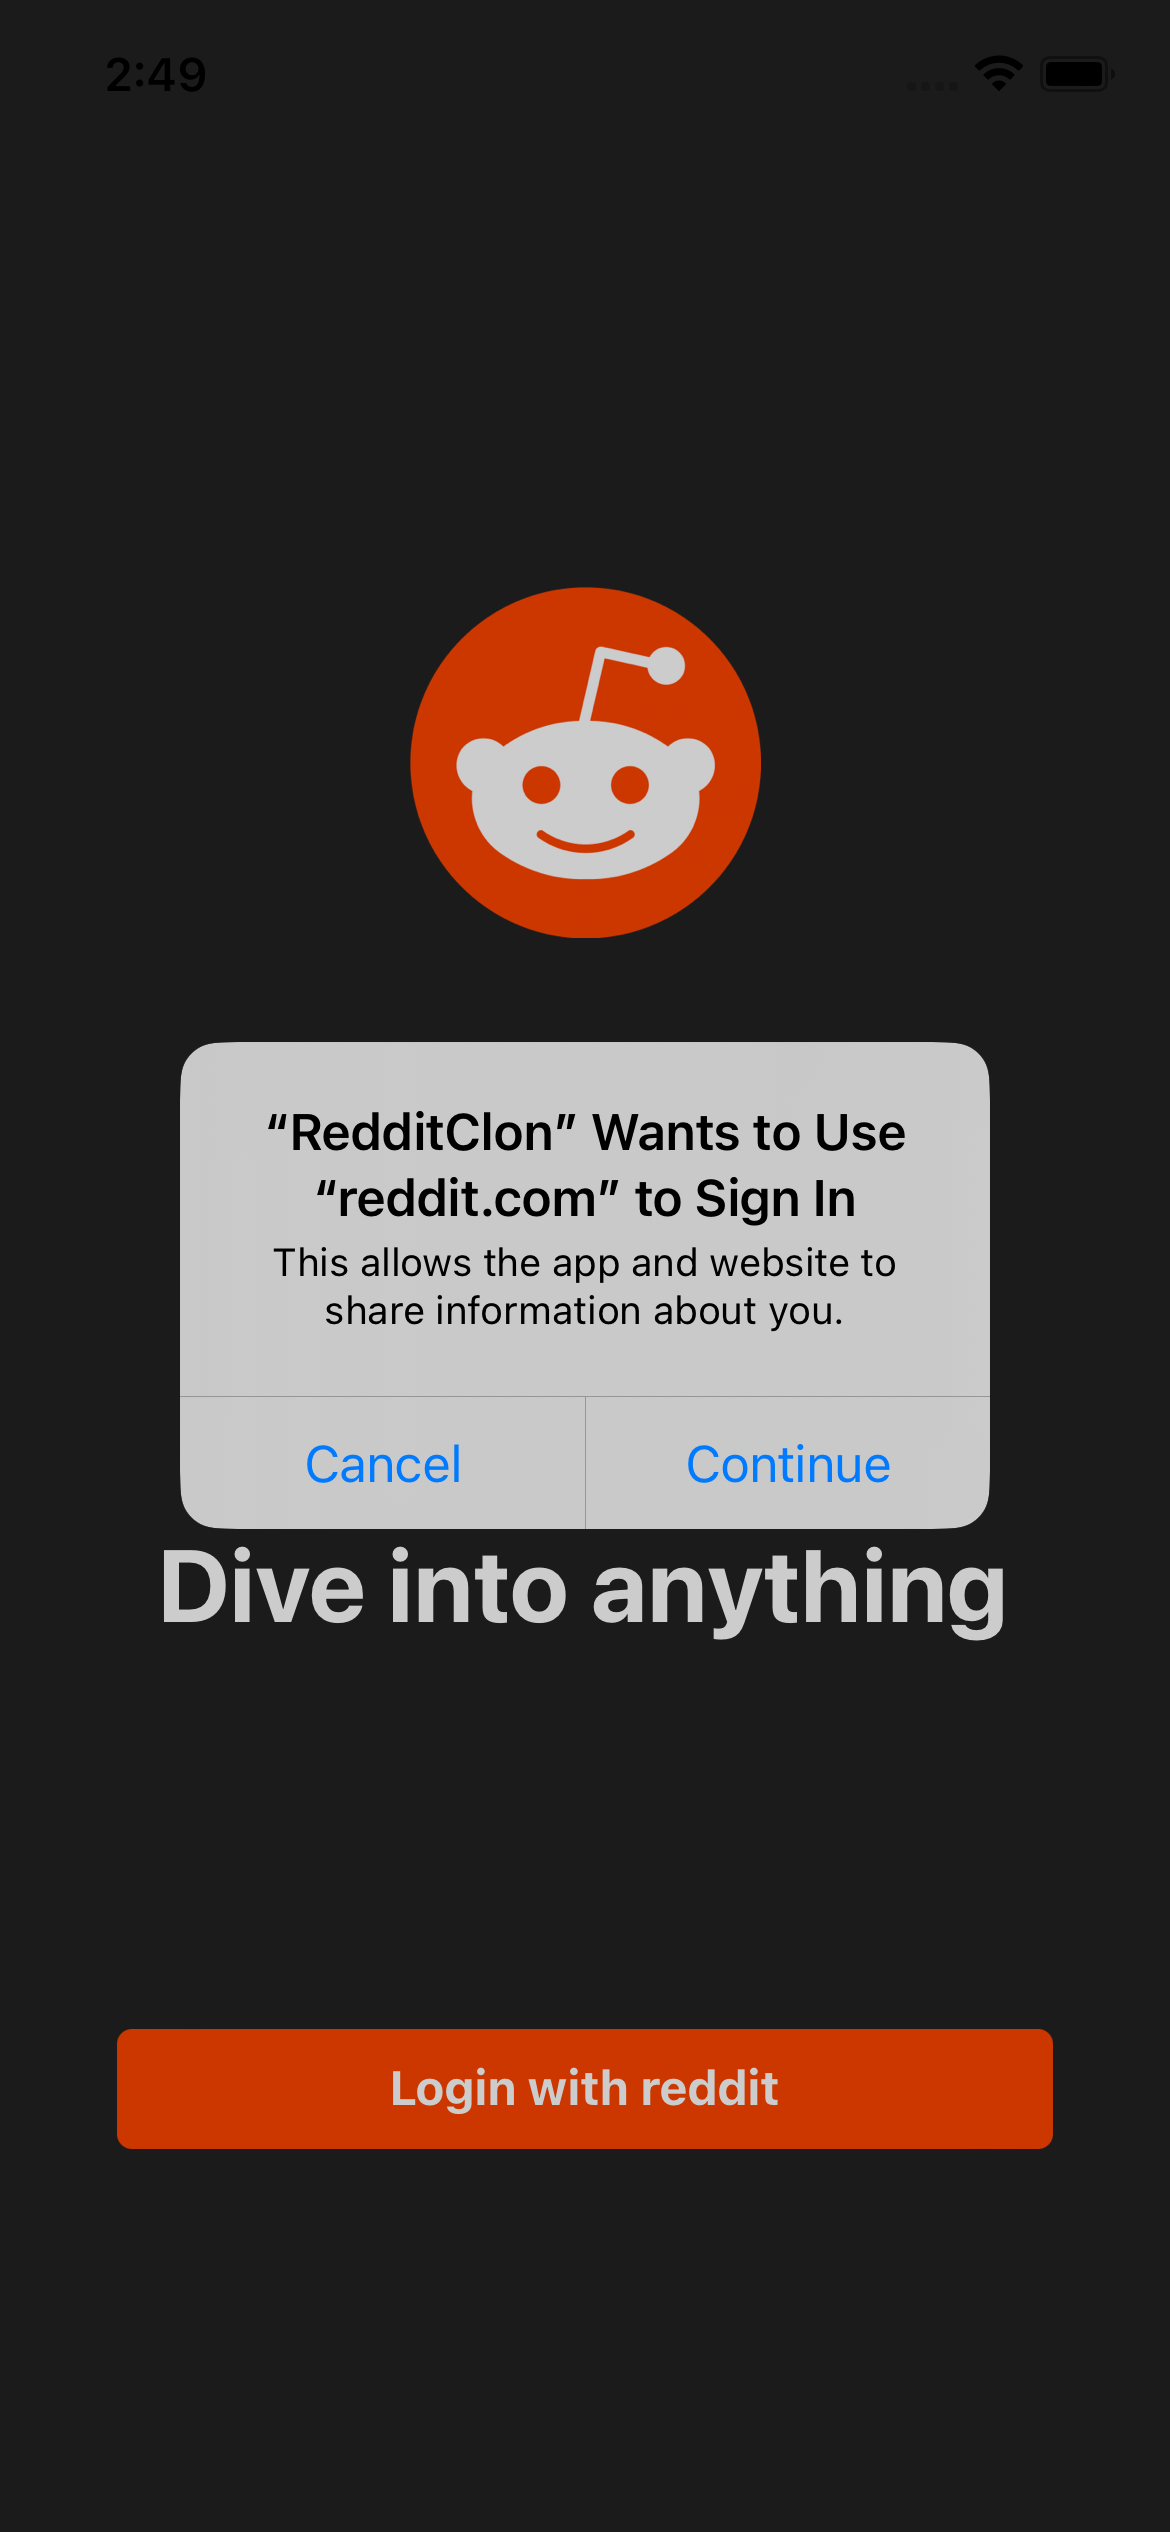 2:49
“RedditClon” Wants to Use
“reddit.com” to Sign In
This allows the app and website to
share information about you.
Cancel
Continue
Dive into anything
Login with reddit